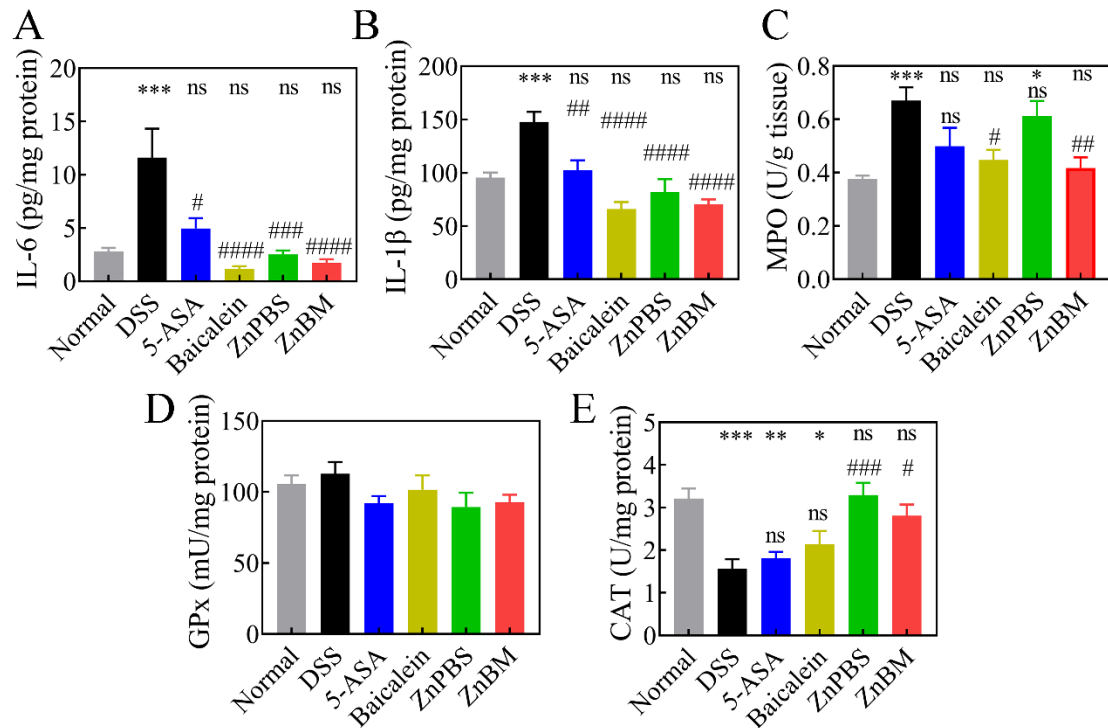 A
IL-6 (pg/mg protein)
20
15
10
5
0
*** ns ns ns ns
# #### ### ####
Normal DSS 5-ASA Baicalein ZnPBS ZnBM
B
IL-1β (pg/mg protein)
200
150
100
50
0
*** ns ns ns ns
## #### #### ####
Normal DSS 5-ASA Baicalein ZnPBS ZnBM
C
MPO (U/g tissue)
0.8
0.6
0.4
0.2
0.0
*** ns ns * ns
ns # ns ##
Normal DSS 5-ASA Baicalein ZnPBS ZnBM
D
GPx (mU/mg protein)
150
100
50
0
Normal DSS 5-ASA Baicalein ZnPBS ZnBM
E
CAT (U/mg protein)
5
4
3
2
1
0
*** ** * ns ns
ns ns ### #
Normal DSS 5-ASA Baicalein ZnPBS ZnBM